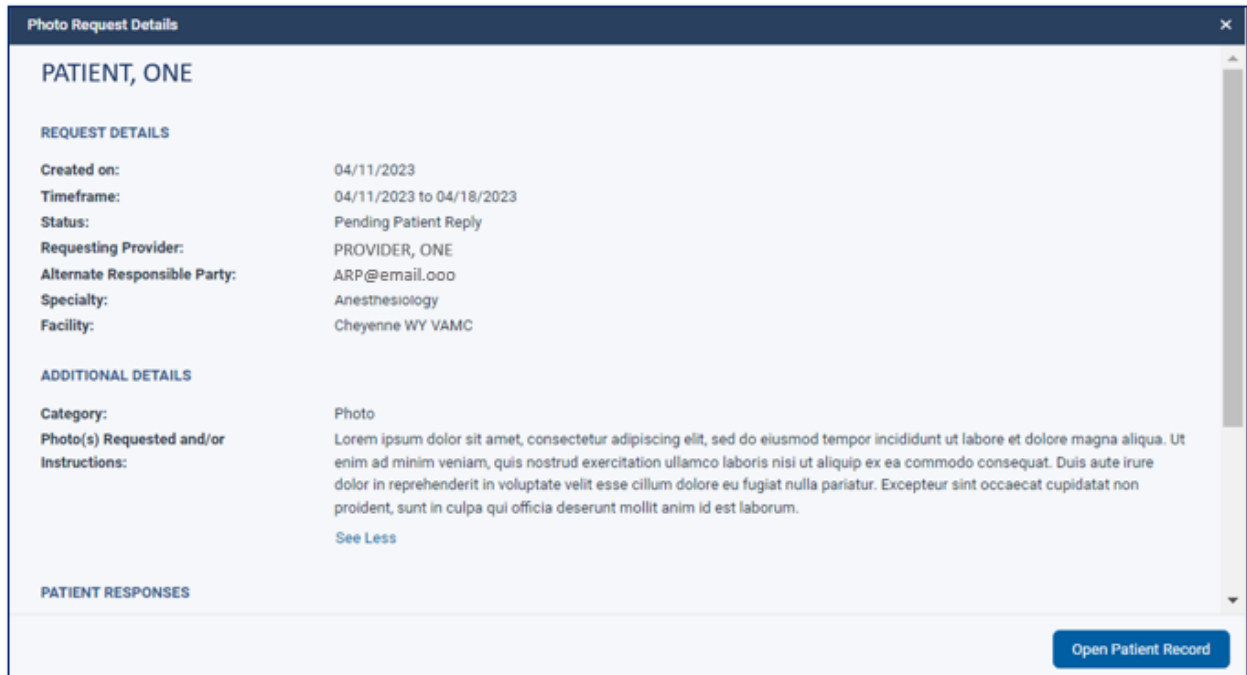 Photo Request Details ×
PATIENT, ONE
REQUEST DETAILS
Created on: 04/11/2023
Timeframe: 04/11/2023 to 04/18/2023
Status: Pending Patient Reply
Requesting Provider: PROVIDER, ONE
Alternate Responsible Party: ARP@email.ooo
Specialty: Anesthesiology
Facility: Cheyenne WY VAMC
ADDITIONAL DETAILS
Category: Photo
Photo(s) Requested and/or Lorem ipsum dolor sit amet, consectetur adipiscing elit, sed do eiusmod tempor incididunt ut labore et dolore magna aliqua. Ut
Instructions: enim ad minim veniam, quis nostrud exercitation ullamco laboris nisi ut aliquip ex ea commodo consequat. Duis aute irure
dolor in reprehenderit in voluptate velit esse cillum dolore eu fugiat nulla pariatur. Excepteur sint occaecat cupidatat non
proident, sunt in culpa qui officia deserunt mollit anim id est laborum.
See Less
PATIENT RESPONSES
Open Patient Record